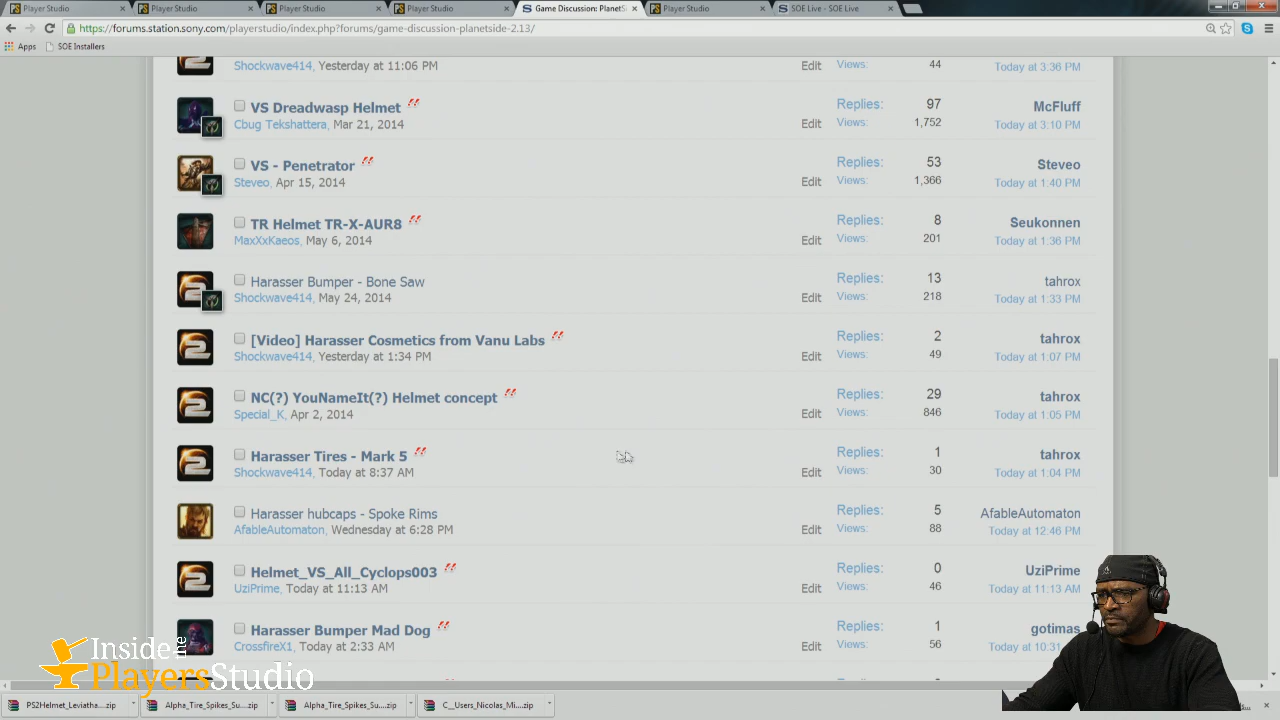 Player Studio × Player Studio × Player Studio × Player Studio × Game Discussion: PlanetS × Player Studio × SOE Live - SOE Live ×
https://forums.station.sony.com/playerstudio/index.php?forums/game-discussion-planetside-2.13/
Apps SOE Installers
Shockwave414, Yesterday at 11:06 PM Edit Views: 44 Today at 3:36 PM
VS Dreadwasp Helmet Replies: 97 McFluff
Cbug Tekshattera, Mar 21, 2014 Edit Views: 1,752 Today at 3:10 PM
VS - Penetrator Replies: 53 Steveo
Steveo, Apr 15, 2014 Edit Views: 1,366 Today at 1:40 PM
TR Helmet TR-X-AUR8 Replies: 8 Seukonnen
MaxXxKaeos, May 6, 2014 Edit Views: 201 Today at 1:36 PM
Harasser Bumper - Bone Saw Replies: 13 tahrox
Shockwave414, May 24, 2014 Edit Views: 218 Today at 1:33 PM
[Video] Harasser Cosmetics from Vanu Labs Replies: 2 tahrox
Shockwave414, Yesterday at 1:34 PM Edit Views: 49 Today at 1:07 PM
NC(?) YouNameIt(?) Helmet concept Replies: 29 tahrox
Special_K, Apr 2, 2014 Edit Views: 846 Today at 1:05 PM
Harasser Tires - Mark 5 Replies: 1 tahrox
Shockwave414, Today at 8:37 AM Edit Views: 30 Today at 1:04 PM
Harasser hubcaps - Spoke Rims Replies: 5 AfableAutomaton
AfableAutomaton, Wednesday at 6:28 PM Edit Views: 88 Today at 12:46 PM
Helmet_VS_All_Cyclops003 Replies: 0 UziPrime
UziPrime, Today at 11:13 AM Edit Views: 46 Today at 11:13 AM
Harasser Bumper Mad Dog Replies: 1 gotimas
CrossfireX1, Today at 2:33 AM Edit Views: 56 Today at 10:31
Inside THE
PlayersStudio
PS2Helmet_Leviatha....zip Alpha_Tire_Spikes_Su....zip Alpha_Tire_Spikes_Su....zip C__Users_Nicolas_Mi....zip